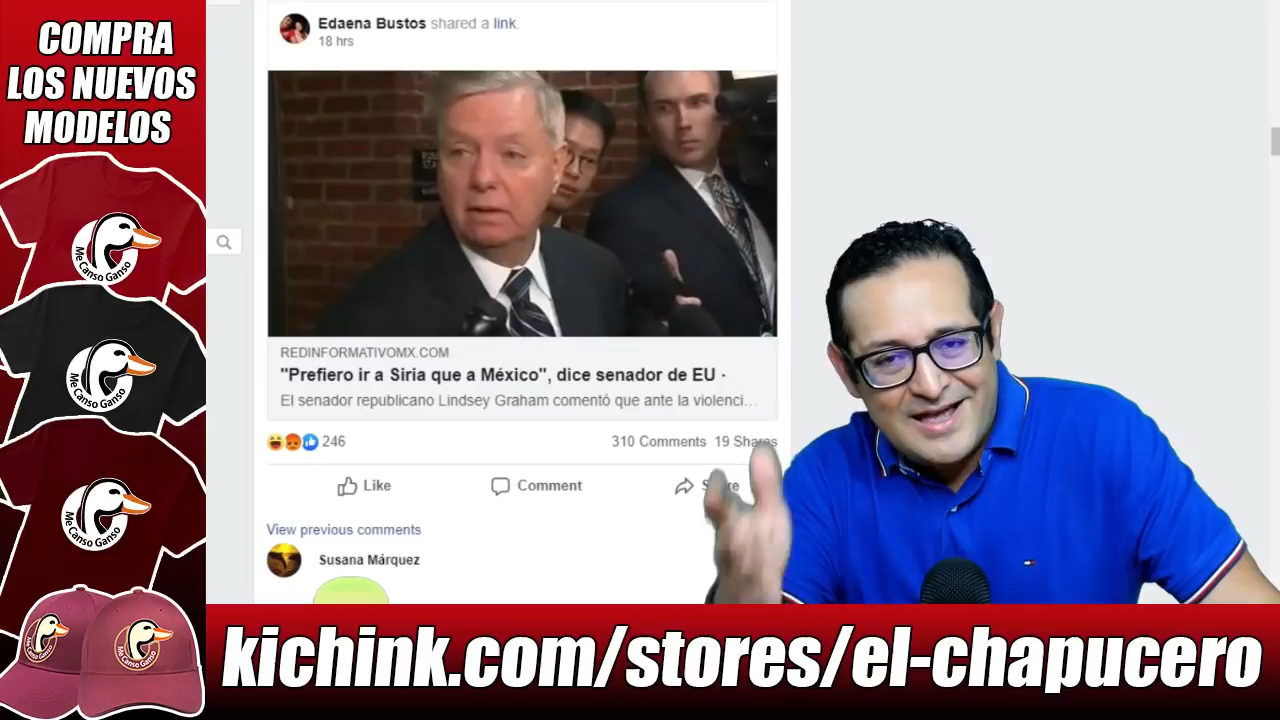 COMPRA
LOS NUEVOS
MODELOS
Me Canso Ganso
Me Canso Ganso
Me Canso Ganso
Me Canso Ganso
Me Canso Ganso
Edaena Bustos shared a link.
18 hrs
REDINFORMATIVOMX.COM
"Prefiero ir a Siria que a México", dice senador de EU ·
El senador republicano Lindsey Graham comentó que ante la violenci...
246
310 Comments 19 Shares
Like Comment
View previous comments
Susana Márquez
kichink.com/stores/el-chapucero